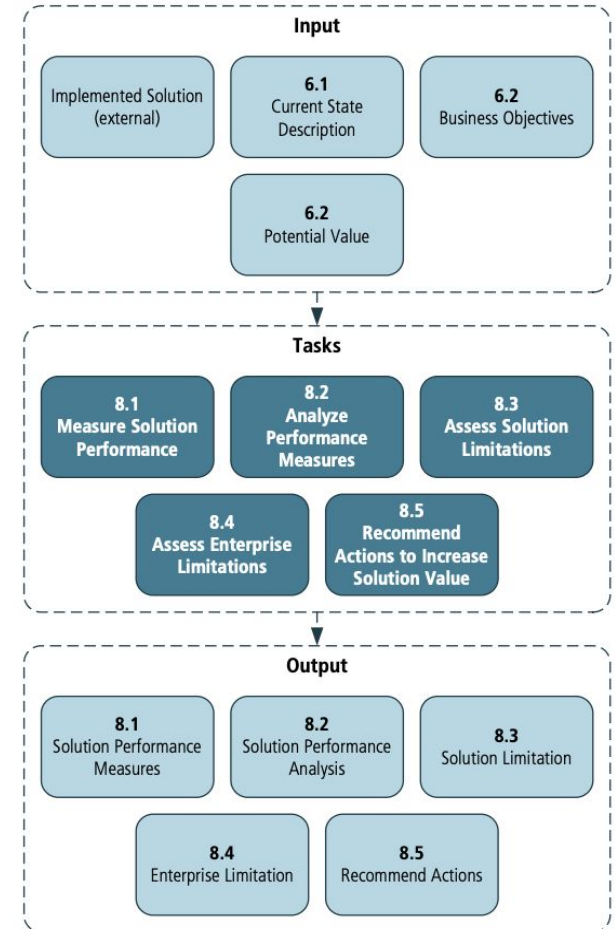 Input
Implemented Solution
(external)
6.1
Current State
Description
6.2
Business Objectives
6.2
Potential Value
Tasks
8.1
Measure Solution
Performance
8.2
Analyze
Performance
Measures
8.3
Assess Solution
Limitations
8.4
Assess Enterprise
Limitations
8.5
Recommend
Actions to Increase
Solution Value
Output
8.1
Solution Performance
Measures
8.2
Solution Performance
Analysis
8.3
Solution Limitation
8.4
Enterprise Limitation
8.5
Recommend Actions